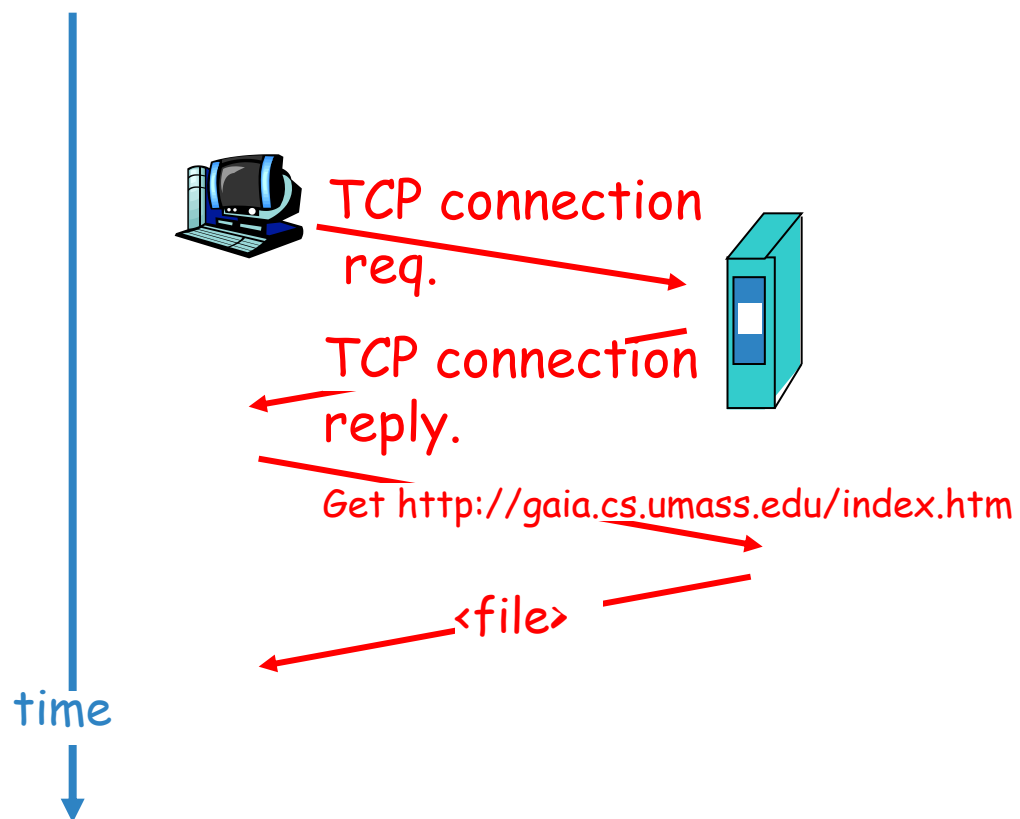 TCP connection
req.
TCP connection
reply.
Get http://gaia.cs.umass.edu/index.htm
<file>
time